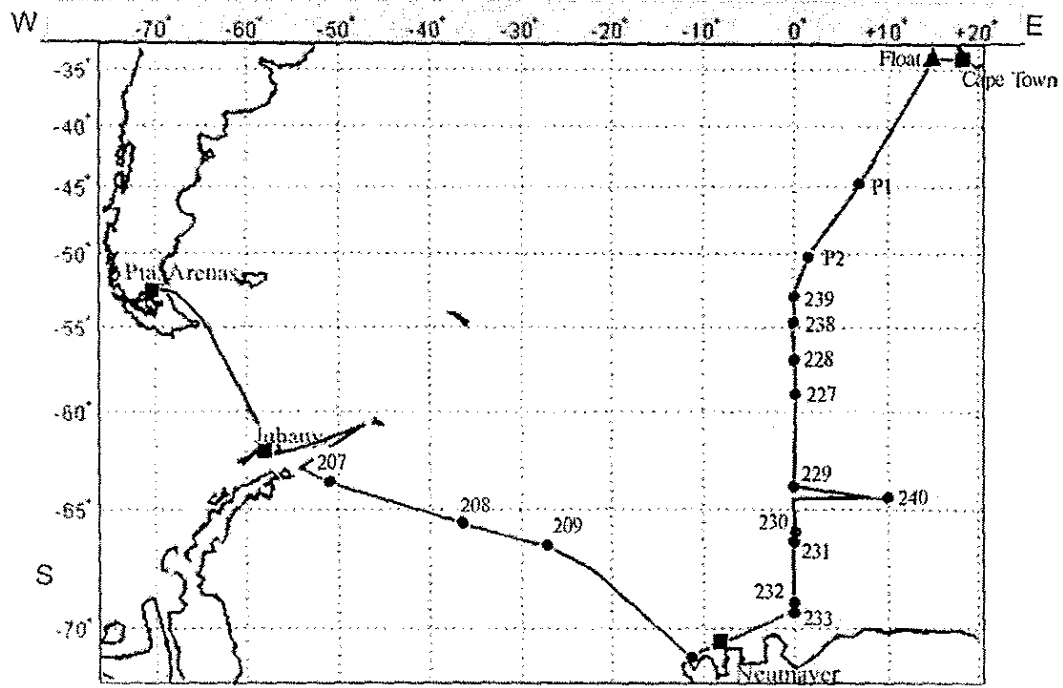 W
-70° -60° -50° -40° -30° -20° -10° 0° +10° +20°
E
-35°
Float
Cape Town
-40°
-45°
P1
-50°
P2
Pta. Arenas
239
-55°
238
228
227
-60°
Jubany
207
229
240
208
-65°
209
230
231
S
232
233
-70°
Neumayer